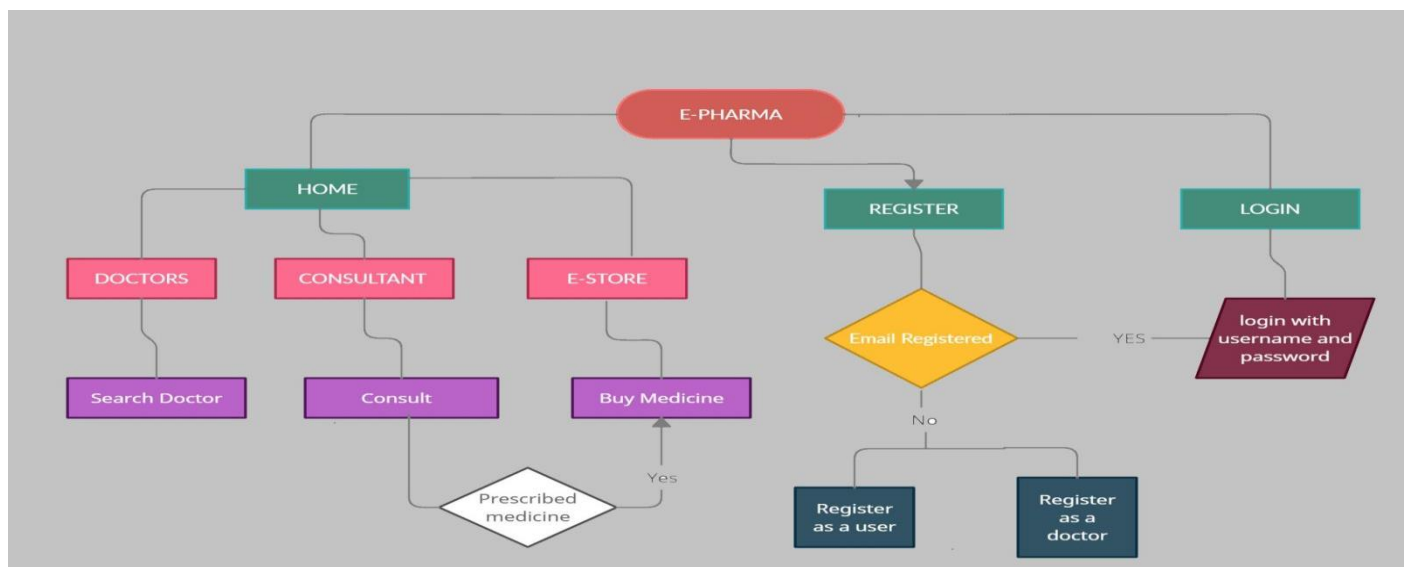 E-PHARMA
HOME
REGISTER
LOGIN
DOCTORS
CONSULTANT
E-STORE
Email Registered
YES
login with
username and
password
Search Doctor
Consult
Buy Medicine
No
Yes
Prescribed
medicine
Register
as a user
Register
as a
doctor